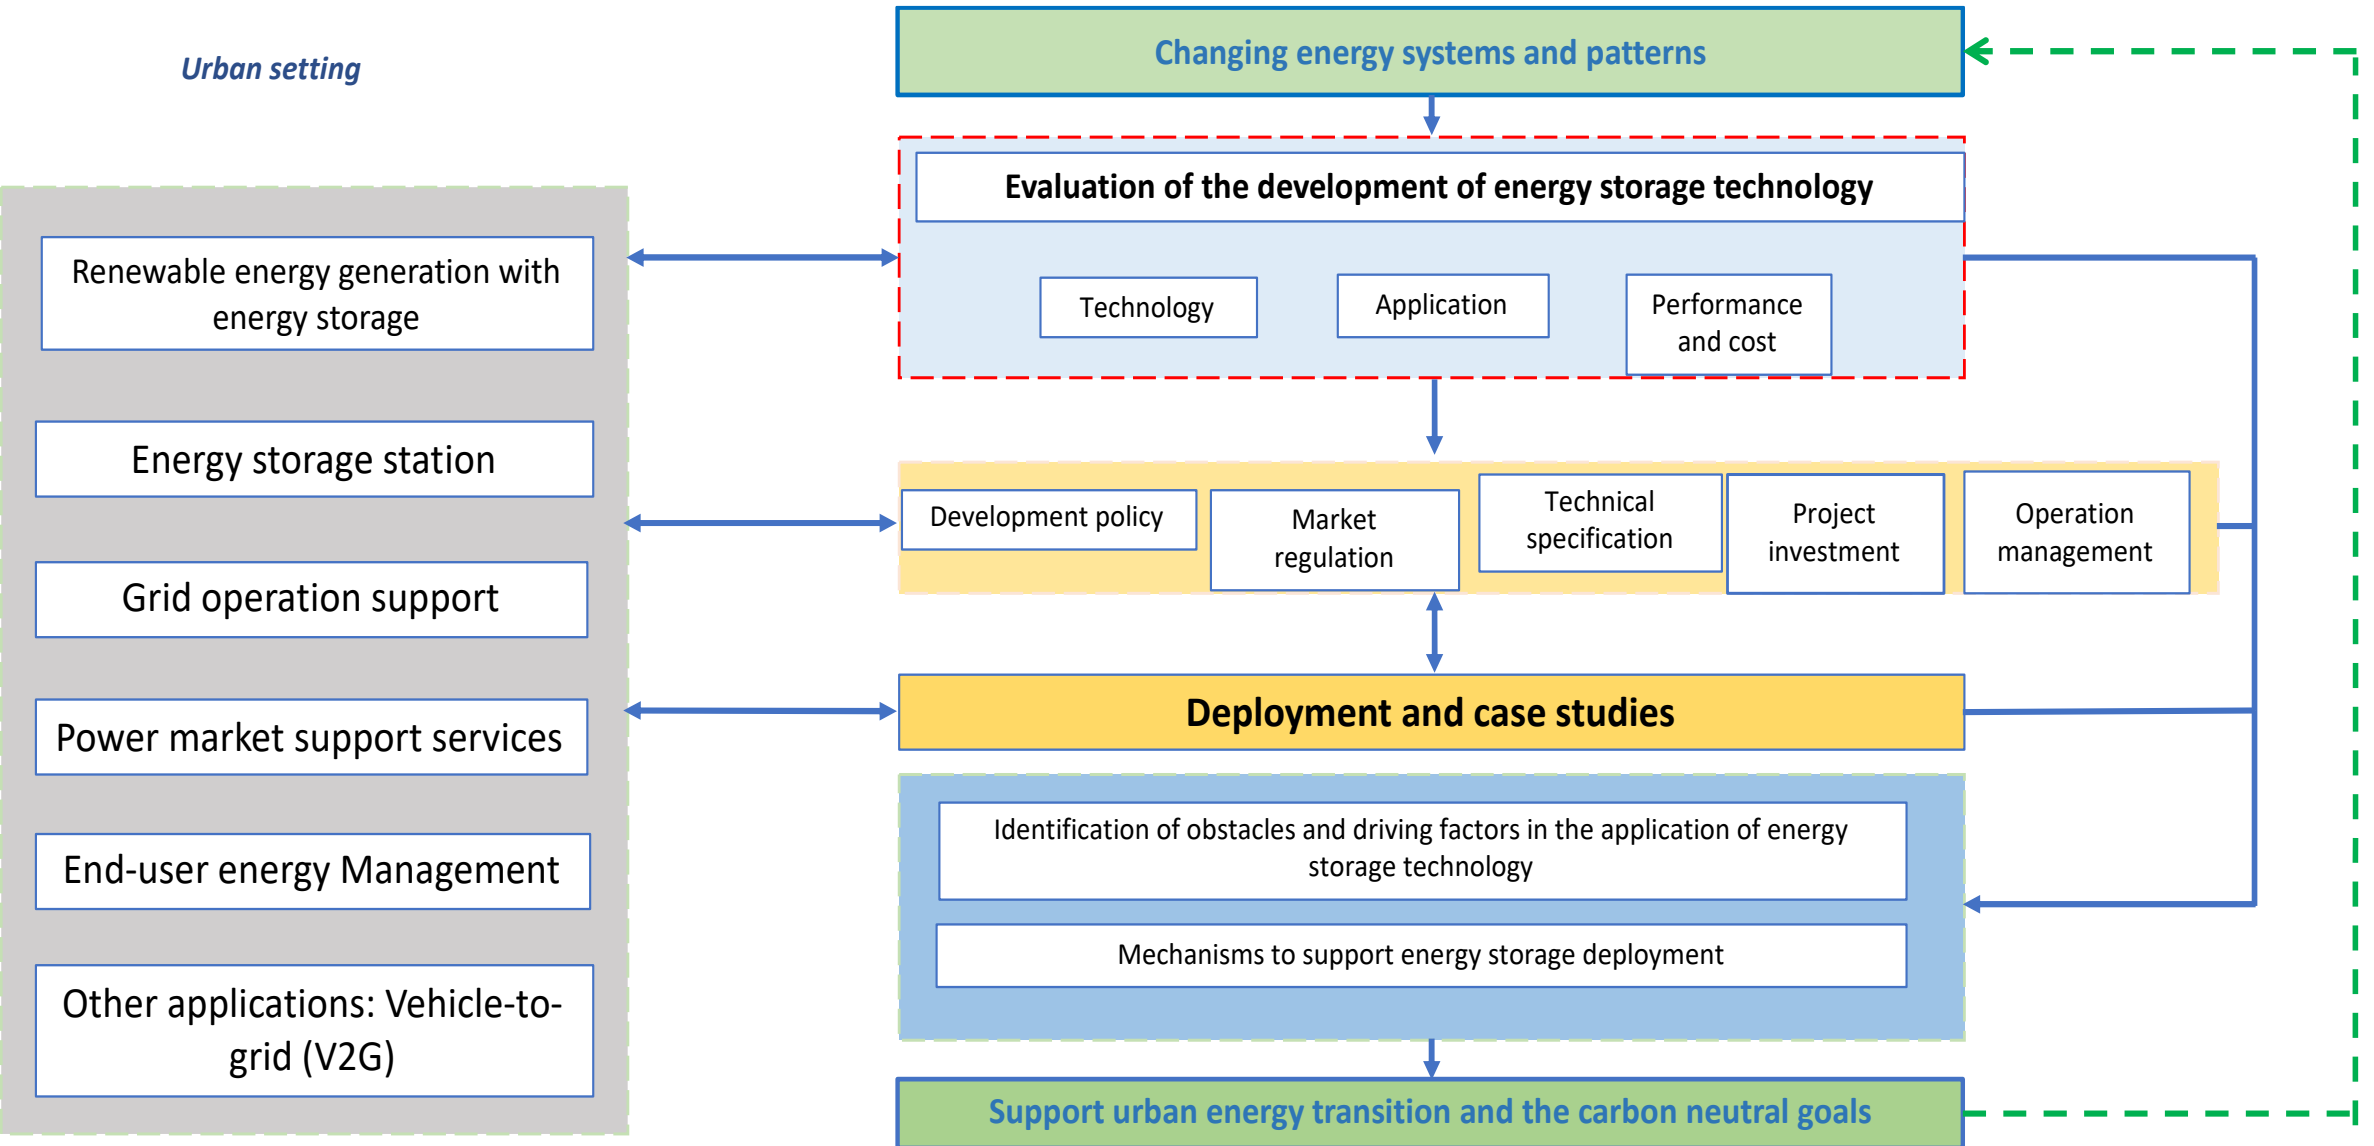 Urban setting
Renewable energy generation with
energy storage
Energy storage station
Grid operation support
Power market support services
End-user energy Management
Other applications: Vehicle-to-
grid (V2G)
Changing energy systems and patterns
Evaluation of the development of energy storage technology
Technology
Application
Performance
and cost
Development policy
Market
regulation
Technical
specification
Project
investment
Operation
management
Deployment and case studies
Identification of obstacles and driving factors in the application of energy
storage technology
Mechanisms to support energy storage deployment
Support urban energy transition and the carbon neutral goals